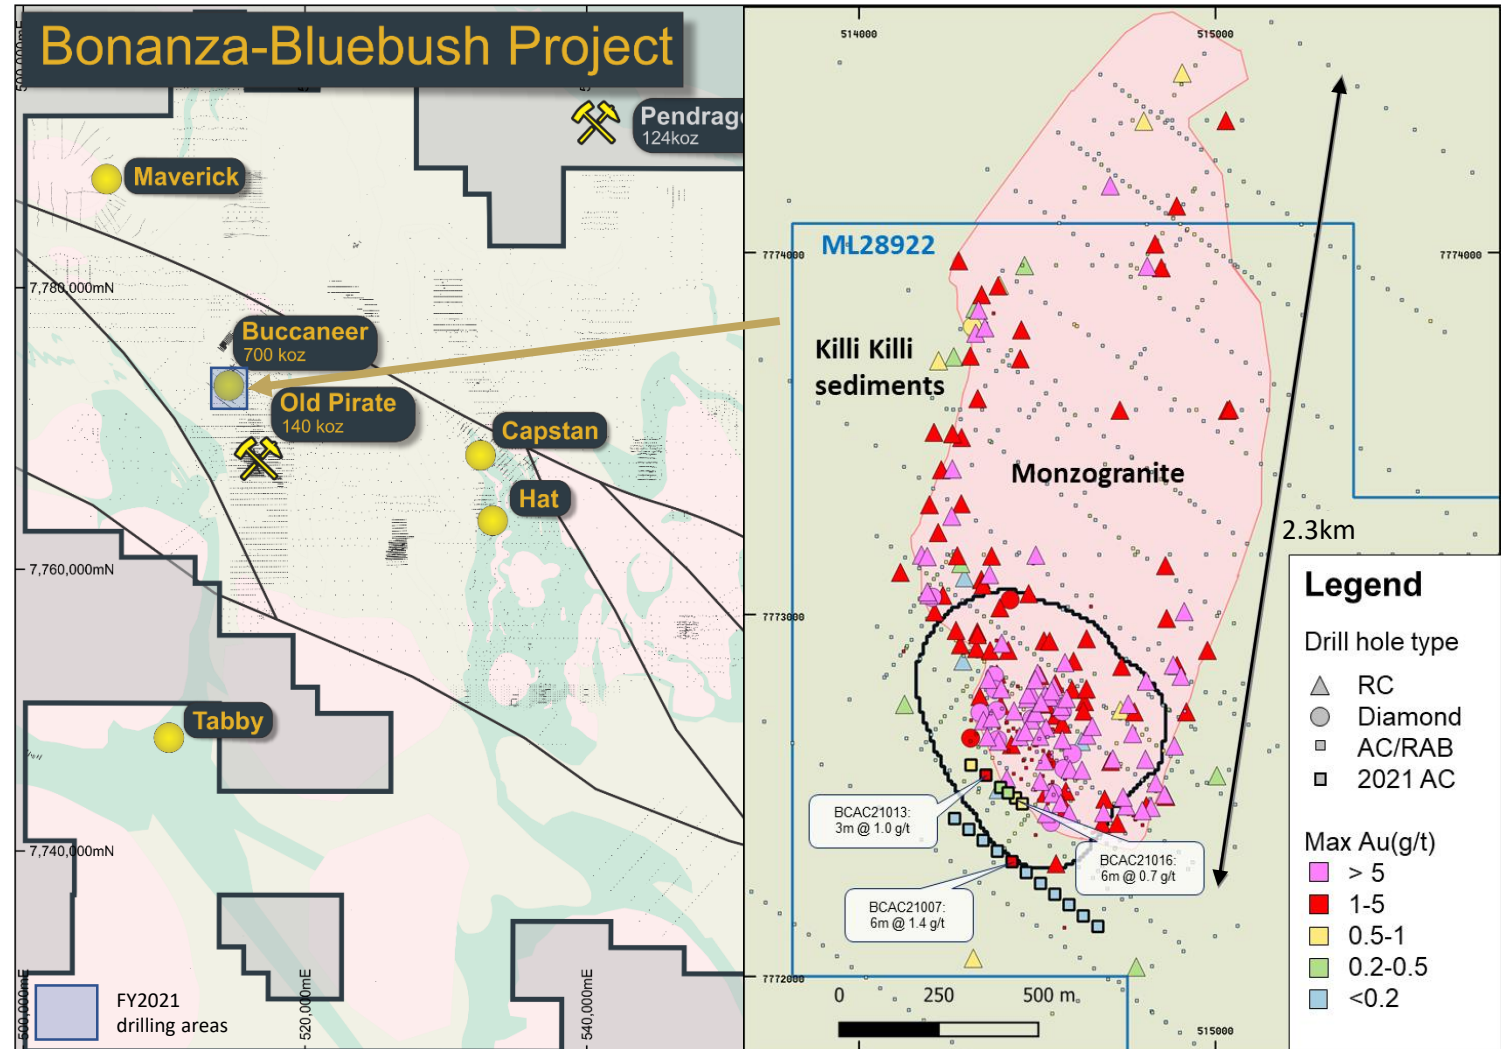 Bonanza-Bluebush Project
Pendrag
124koz
Maverick
7,780,000mN
Buccaneer
700 koz
Old Pirate
140 koz
Capstan
Hat
7,760,000mN
Tabby
7,740,000mN
FY2021
drilling areas
500,000mE
520,000mE
540,000mE
514000
515000
ML28922
7774000
7774000
Killi Killi
sediments
Monzogranite
2.3km
7773000
BCAC21013:
3m @ 1.0 g/t
BCAC21016:
6m @ 0.7 g/t
BCAC21007:
6m @ 1.4 g/t
7772000
0 250 500 m
515000
Legend
Drill hole type
RC
Diamond
AC/RAB
2021 AC
Max Au(g/t)
> 5
1-5
0.5-1
0.2-0.5
<0.2